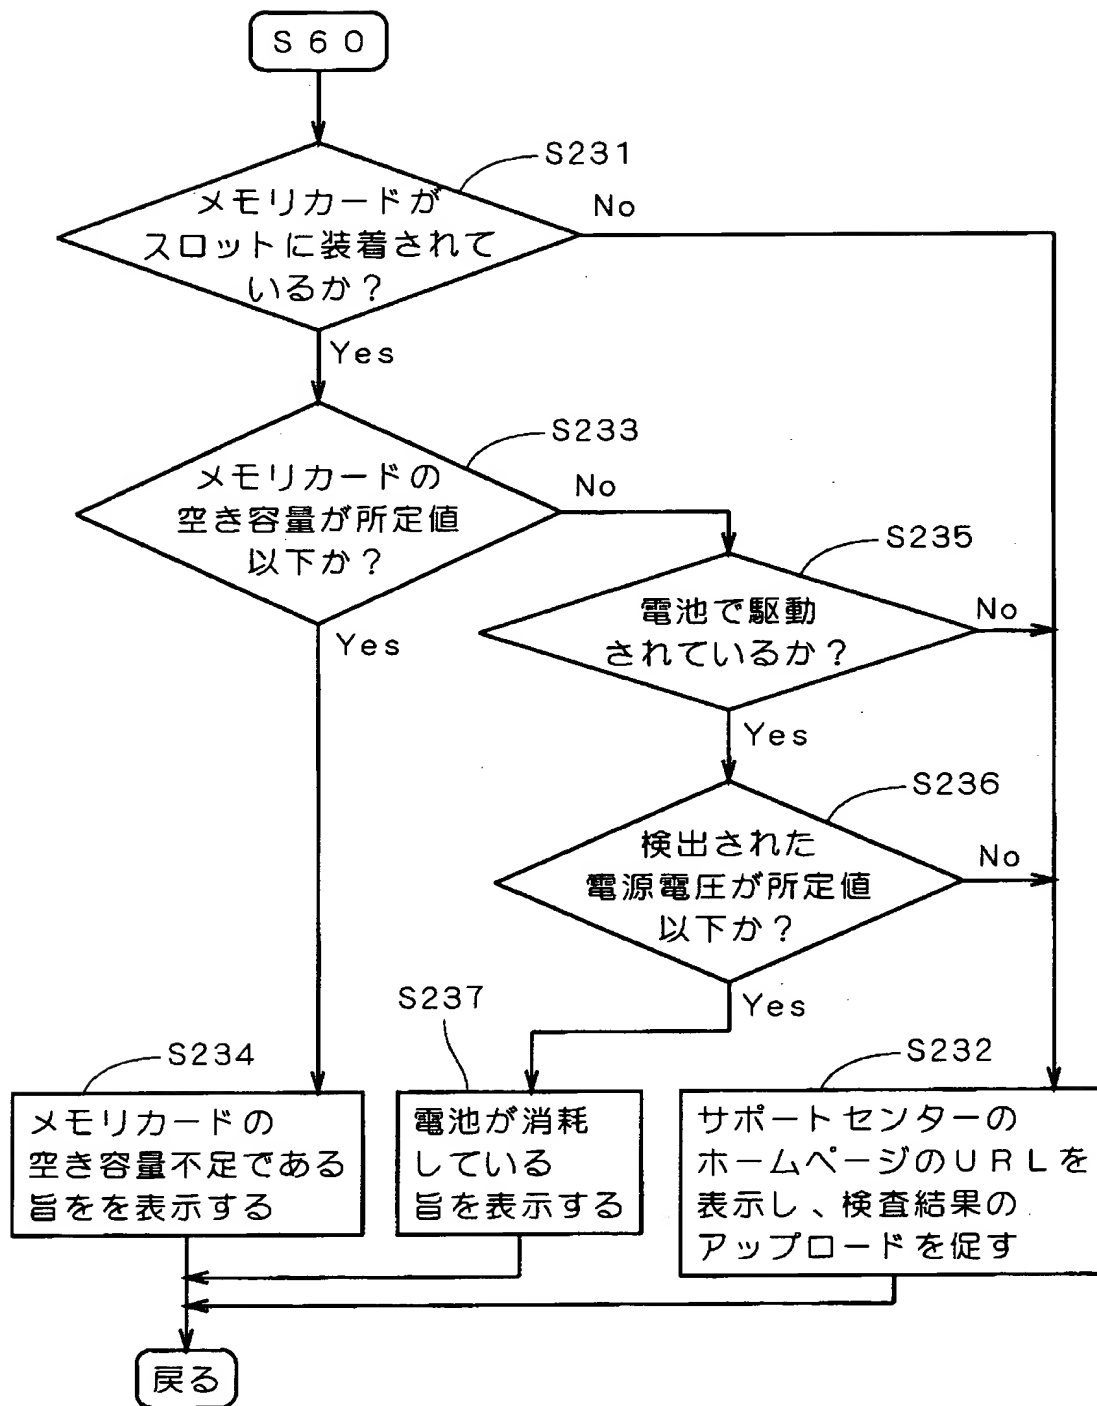 S60
S231
メモリカードが
スロットに装着されて
いるか?
No
Yes
S233
メモリカードの
空き容量が所定値
以下か?
No
Yes
S235
電池で駆動
されているか?
No
Yes
S236
検出された
電源電圧が所定値
以下か?
No
Yes
S234
メモリカードの
空き容量不足である
旨をを表示する
S237
電池が消耗
している
旨を表示する
S232
サポートセンターの
ホームページのURLを
表示し、検査結果の
アップロードを促す
戻る